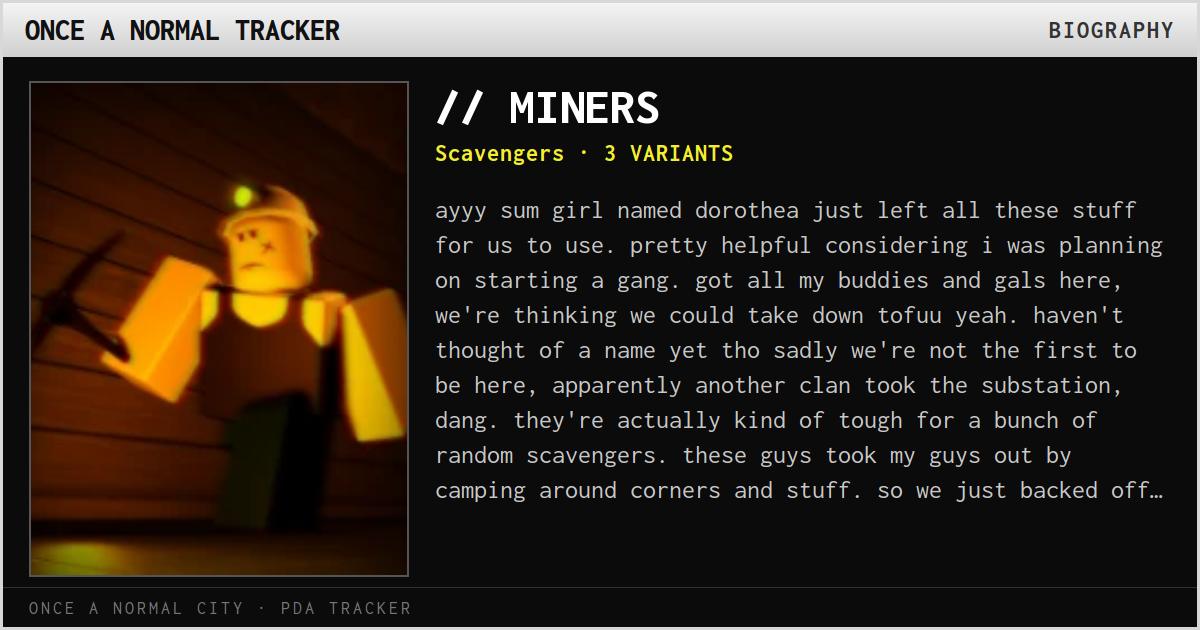 ONCE A NORMAL TRACKER
BIOGRAPHY
// MINERS
Scavengers · 3 VARIANTS
ayyy sum girl named dorothea just left all these stuff
for us to use. pretty helpful considering i was planning
on starting a gang. got all my buddies and gals here,
we're thinking we could take down tofuu yeah. haven't
thought of a name yet tho sadly we're not the first to
be here, apparently another clan took the substation,
dang. they're actually kind of tough for a bunch of
random scavengers. these guys took my guys out by
camping around corners and stuff. so we just backed off…
ONCE A NORMAL CITY · PDA TRACKER